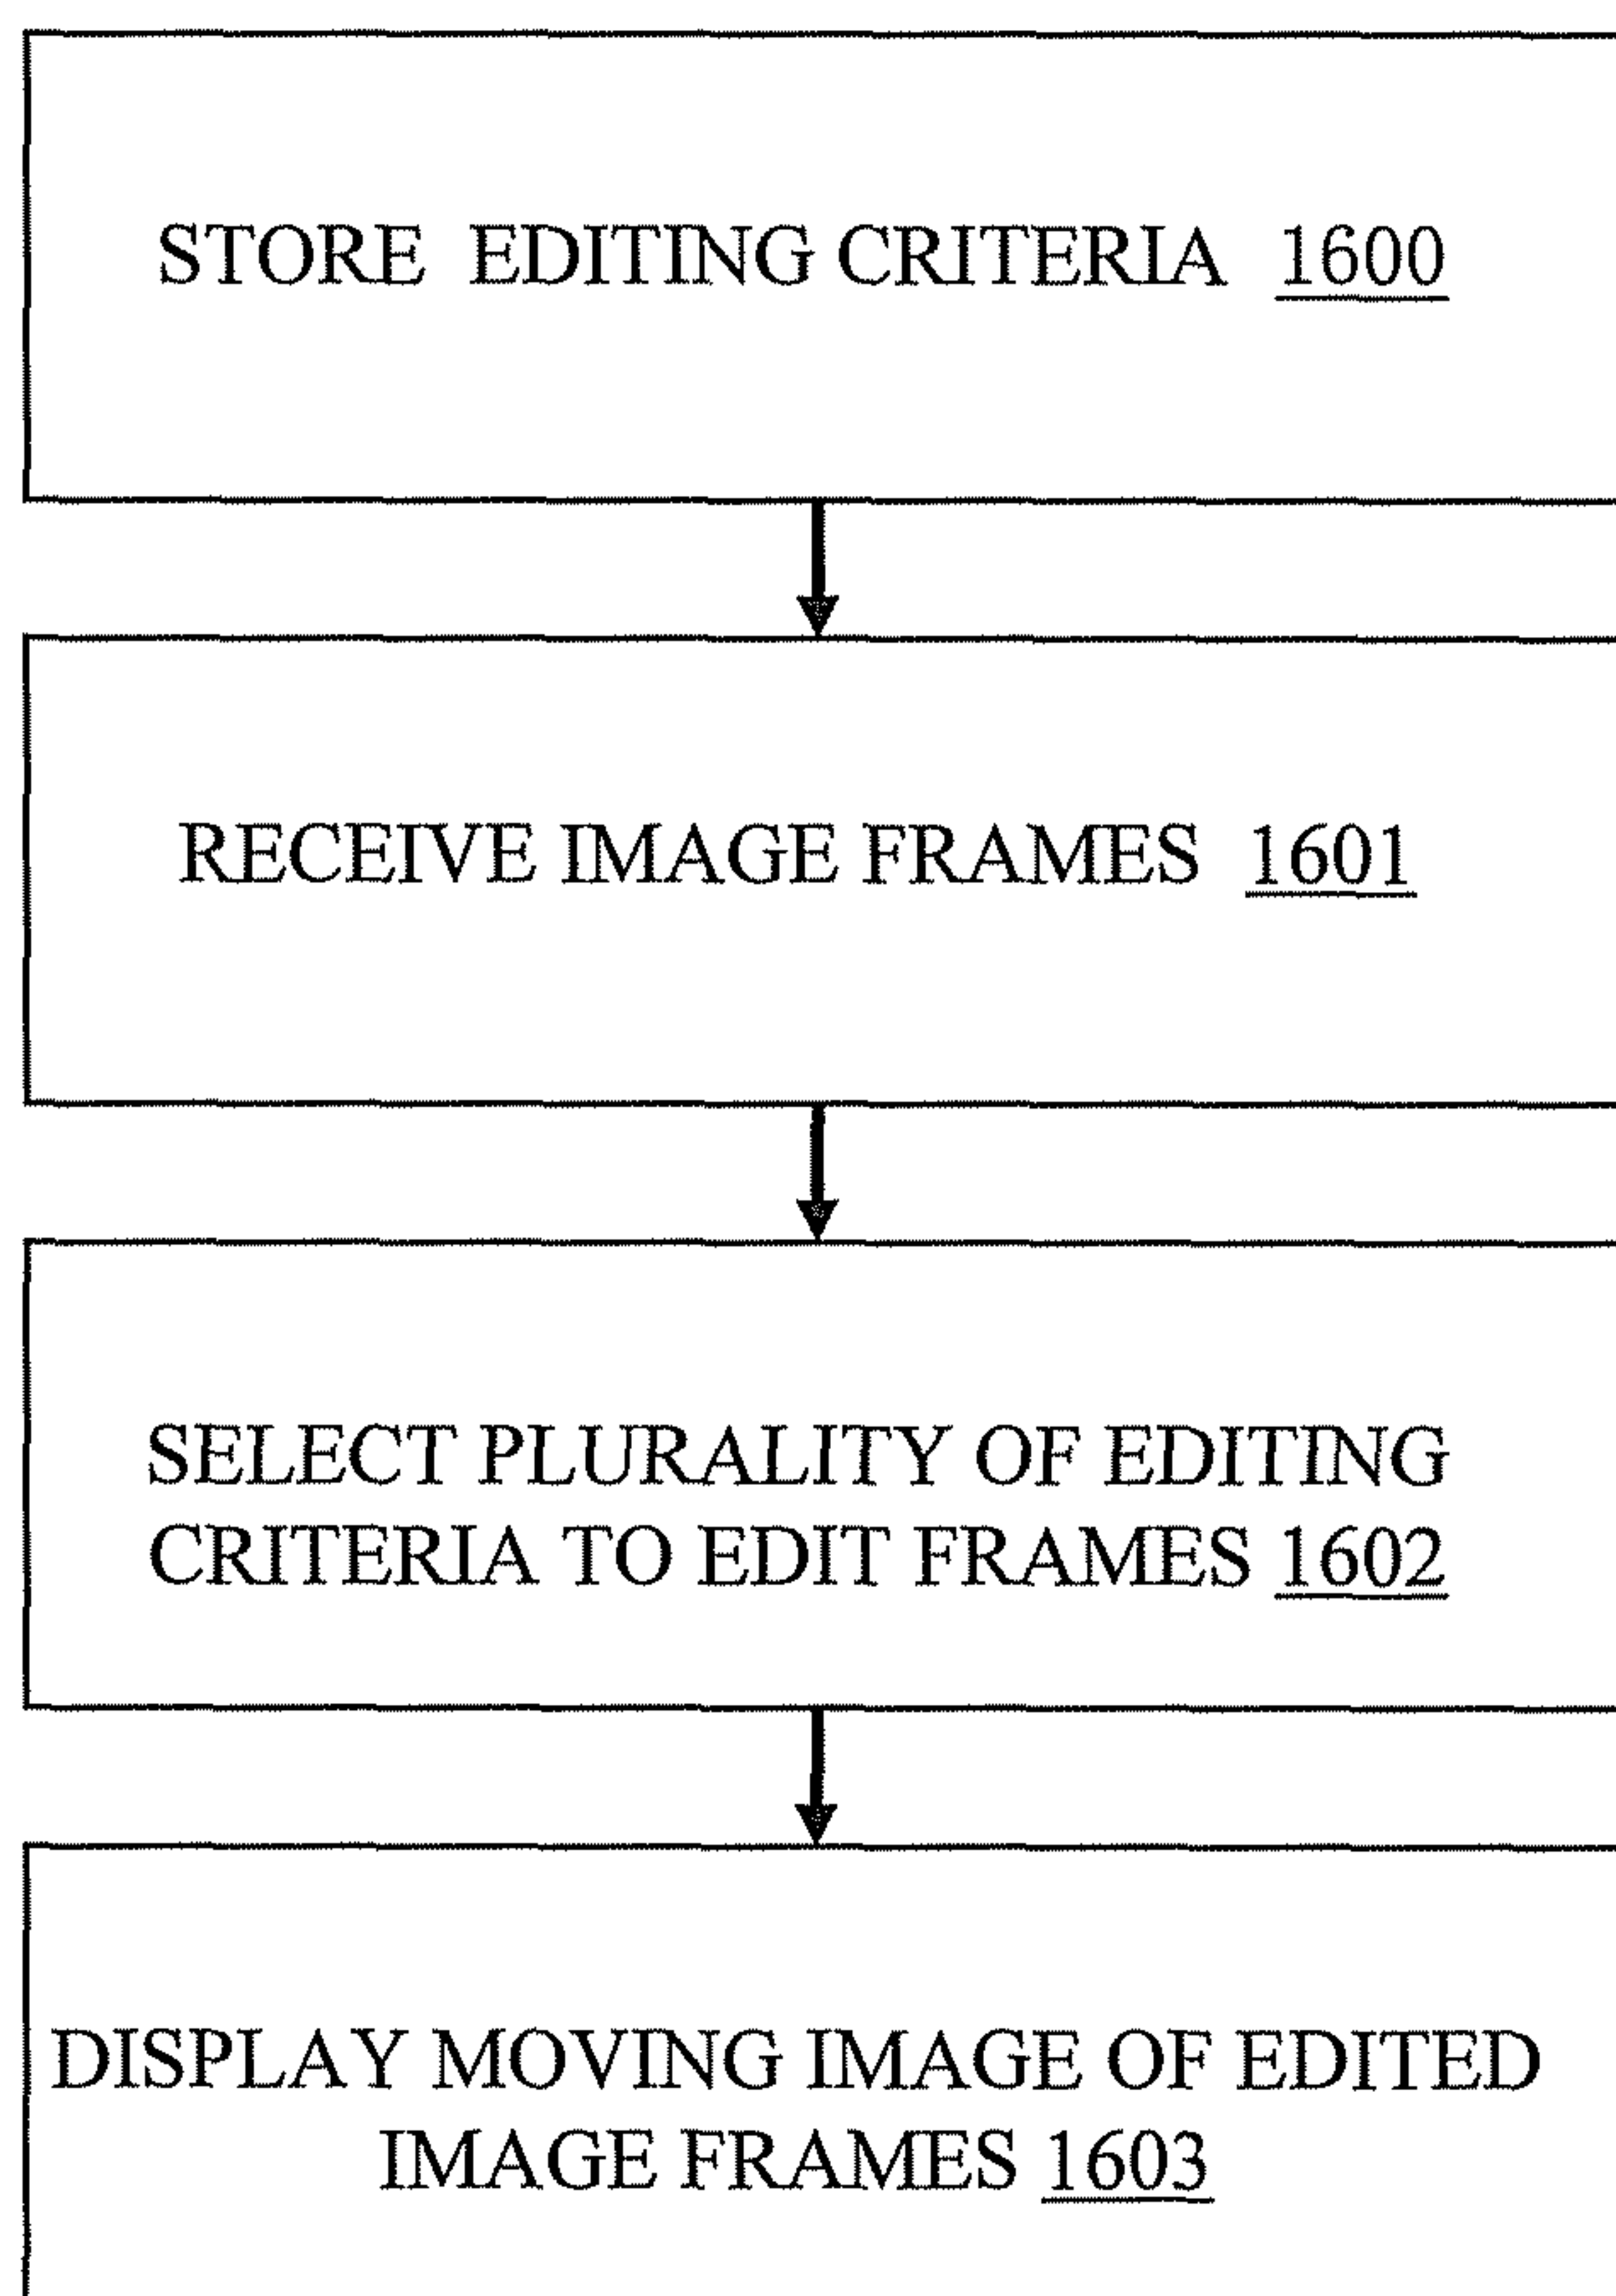 STORE EDITING CRITERIA 1600
RECEIVE IMAGE FRAMES 1601
SELECT PLURALITY OF EDITING
CRITERIA TO EDIT FRAMES 1602
DISPLAY MOVING IMAGE OF EDITED
IMAGE FRAMES 1603